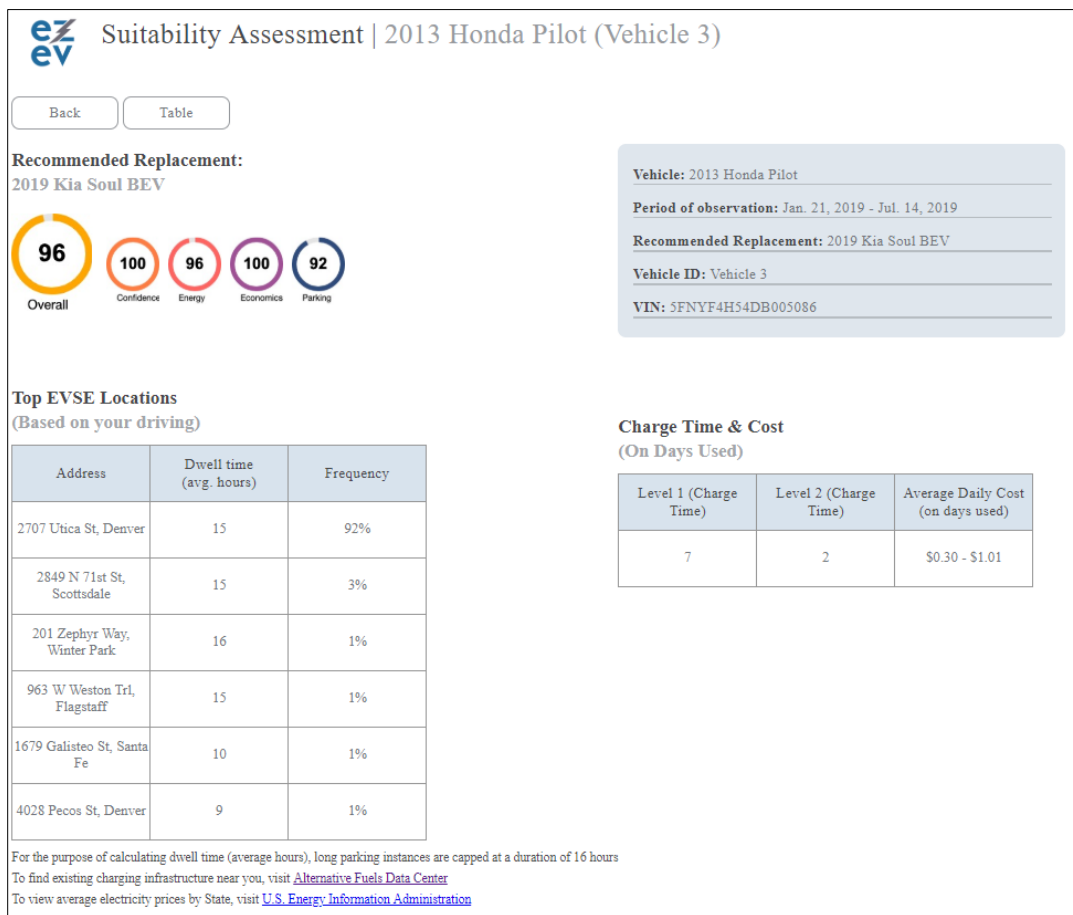 ez
ev
Suitability Assessment | 2013 Honda Pilot (Vehicle 3)
Back
Table
Recommended Replacement:
2019 Kia Soul BEV
96
Overall
100
Confidence
96
Energy
100
Economics
92
Parking
Vehicle: 2013 Honda Pilot
Period of observation: Jan. 21, 2019 - Jul. 14, 2019
Recommended Replacement: 2019 Kia Soul BEV
Vehicle ID: Vehicle 3
VIN: 5FNYF4H54DB005086
Top EVSE Locations
(Based on your driving)
Address
Dwell time
(avg. hours)
Frequency
2707 Utica St, Denver
15
92%
2849 N 71st St,
Scottsdale
15
3%
201 Zephyr Way,
Winter Park
16
1%
963 W Weston Trl,
Flagstaff
15
1%
1679 Galisteo St, Santa
Fe
10
1%
4028 Pecos St, Denver
9
1%
Charge Time & Cost
(On Days Used)
Level 1 (Charge
Time)
Level 2 (Charge
Time)
Average Daily Cost
(on days used)
7
2
$0.30 - $1.01
For the purpose of calculating dwell time (average hours), long parking instances are capped at a duration of 16 hours
To find existing charging infrastructure near you, visit Alternative Fuels Data Center
To view average electricity prices by State, visit U.S. Energy Information Administration